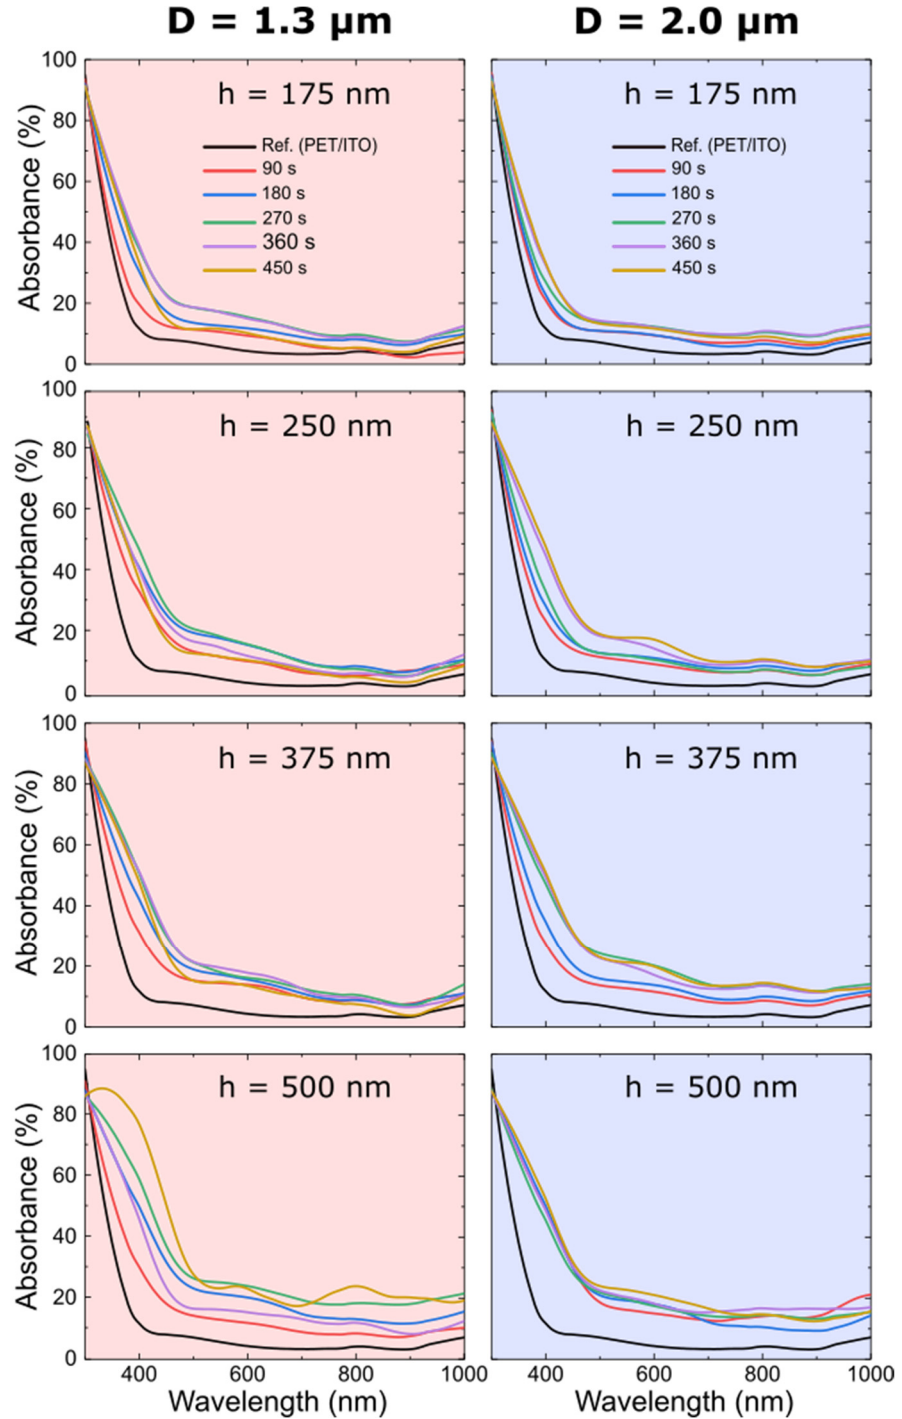 D = 1.3 µm
D = 2.0 µm
h = 175 nm
Ref. (PET/ITO)
90 s
180 s
270 s
360 s
450 s
100
80
60
40
20
0
Absorbance (%)
h = 175 nm
Ref. (PET/ITO)
90 s
180 s
270 s
360 s
450 s
h = 250 nm
100
80
60
40
20
0
Absorbance (%)
h = 250 nm
h = 375 nm
100
80
60
40
20
0
Absorbance (%)
h = 375 nm
h = 500 nm
100
80
60
40
20
0
Absorbance (%)
h = 500 nm
400
600
800
1000
Wavelength (nm)
400
600
800
1000
Wavelength (nm)